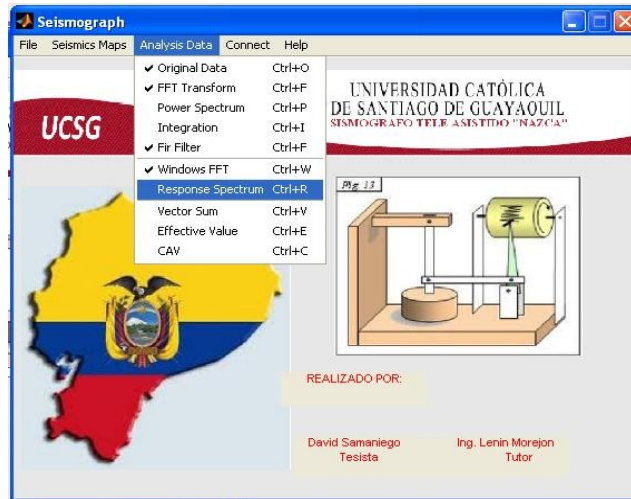 Seismograph
File Seismics Maps Analysis Data Connect Help
✓ Original Data Ctrl+O
✓ FFT Transform Ctrl+F
Power Spectrum Ctrl+P
Integration Ctrl+I
✓ Fir Filter Ctrl+F
✓ Windows FFT Ctrl+W
Response Spectrum Ctrl+R
Vector Sum Ctrl+V
Effective Value Ctrl+E
CAV Ctrl+C
UCSG
UNIVERSIDAD CATÓLICA
DE SANTIAGO DE GUAYAQUIL
SISMOGRAFO TELE ASISTIDO "NAZCA"
Fig. 13
REALIZADO POR:
David Samaniego Ing. Lenin Morejon
Tesista Tutor